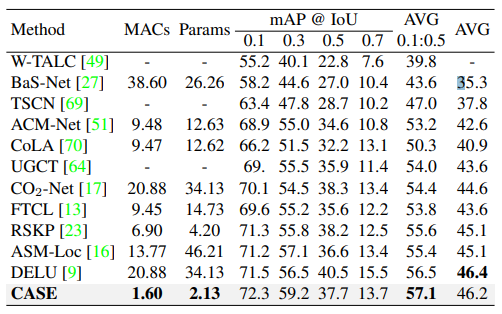 Method MACs Params mAP @ IoU AVG AVG
0.1 0.3 0.5 0.7 0.1:0.5
W-TALC [49] - - 55.2 40.1 22.8 7.6 39.8 -
BaS-Net [27] 38.60 26.26 58.2 44.6 27.0 10.4 43.6 35.3
TSCN [69] - - 63.4 47.8 28.7 10.2 47.0 37.8
ACM-Net [51] 9.48 12.63 68.9 55.0 34.6 10.8 53.2 42.6
CoLA [70] 9.47 12.62 66.2 51.5 32.2 13.1 50.3 40.9
UGCT [64] - - 69. 55.5 35.9 11.4 54.0 43.6
CO2-Net [17] 20.88 34.13 70.1 54.5 38.3 13.4 54.4 44.6
FTCL [13] 9.45 14.73 69.6 55.2 35.6 12.2 53.8 43.6
RSKP [23] 6.90 4.20 71.3 55.8 38.2 12.5 55.6 45.1
ASM-Loc [16] 13.77 46.21 71.2 57.1 36.6 13.4 55.4 45.1
DELU [9] 20.88 34.13 71.5 56.5 40.5 15.5 56.5 46.4
CASE 1.60 2.13 72.3 59.2 37.7 13.7 57.1 46.2